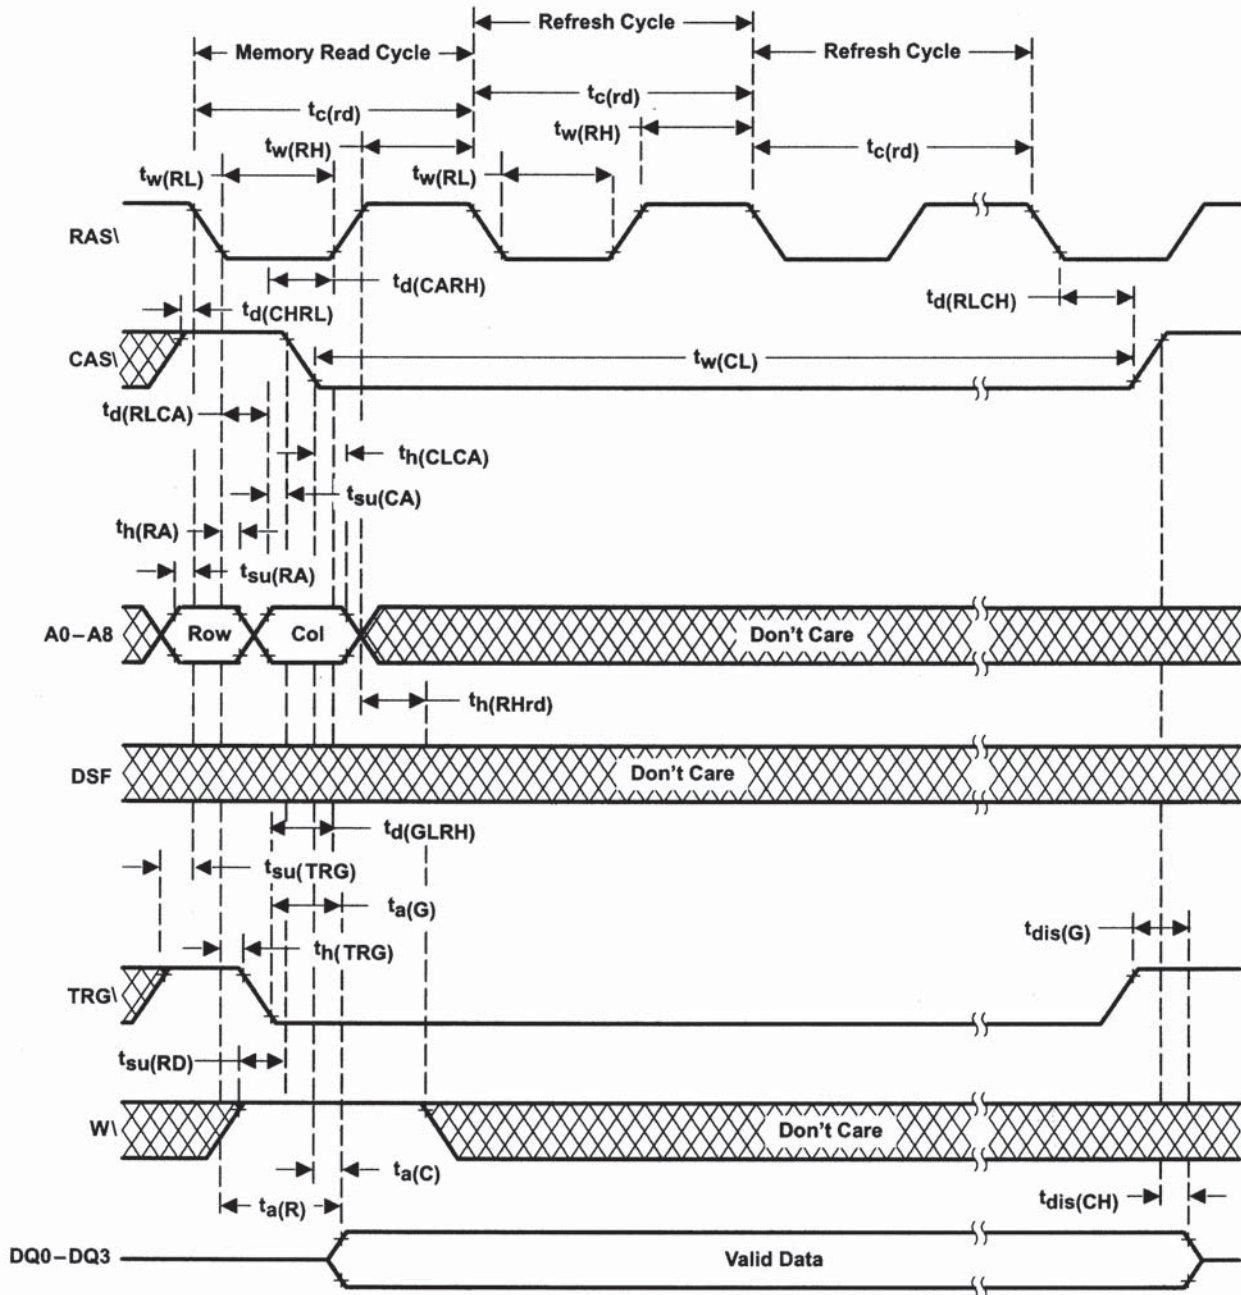 Refresh Cycle
Memory Read Cycle
Refresh Cycle
tc(rd)
tc(rd)
tw(RH)
tw(RH)
tc(rd)
tw(RL)
tw(RL)
RAS\
td(CARH)
td(CHRL)
td(RLCH)
CAS\
tw(CL)
td(RLCA)
th(CLCA)
tsu(CA)
th(RA)
tsu(RA)
A0–A8
Row
Col
Don't Care
th(RHrd)
DSF
Don't Care
td(GLRH)
tsu(TRG)
ta(G)
tdis(G)
th(TRG)
TRG\
tsu(RD)
W\
Don't Care
ta(C)
ta(R)
tdis(CH)
DQ0–DQ3
Valid Data